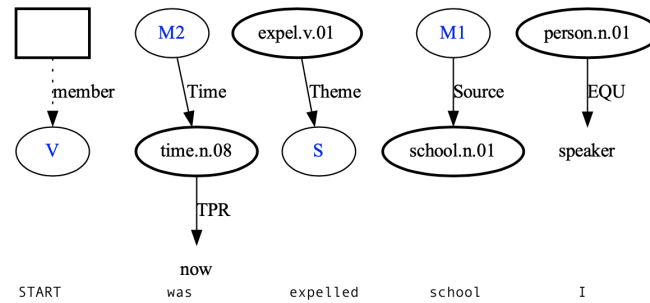 M2 expel.v.01 M1 person.n.01
member Time Theme Source EQU
V time.n.08 S school.n.01 speaker
TPR
now
START was expelled school I